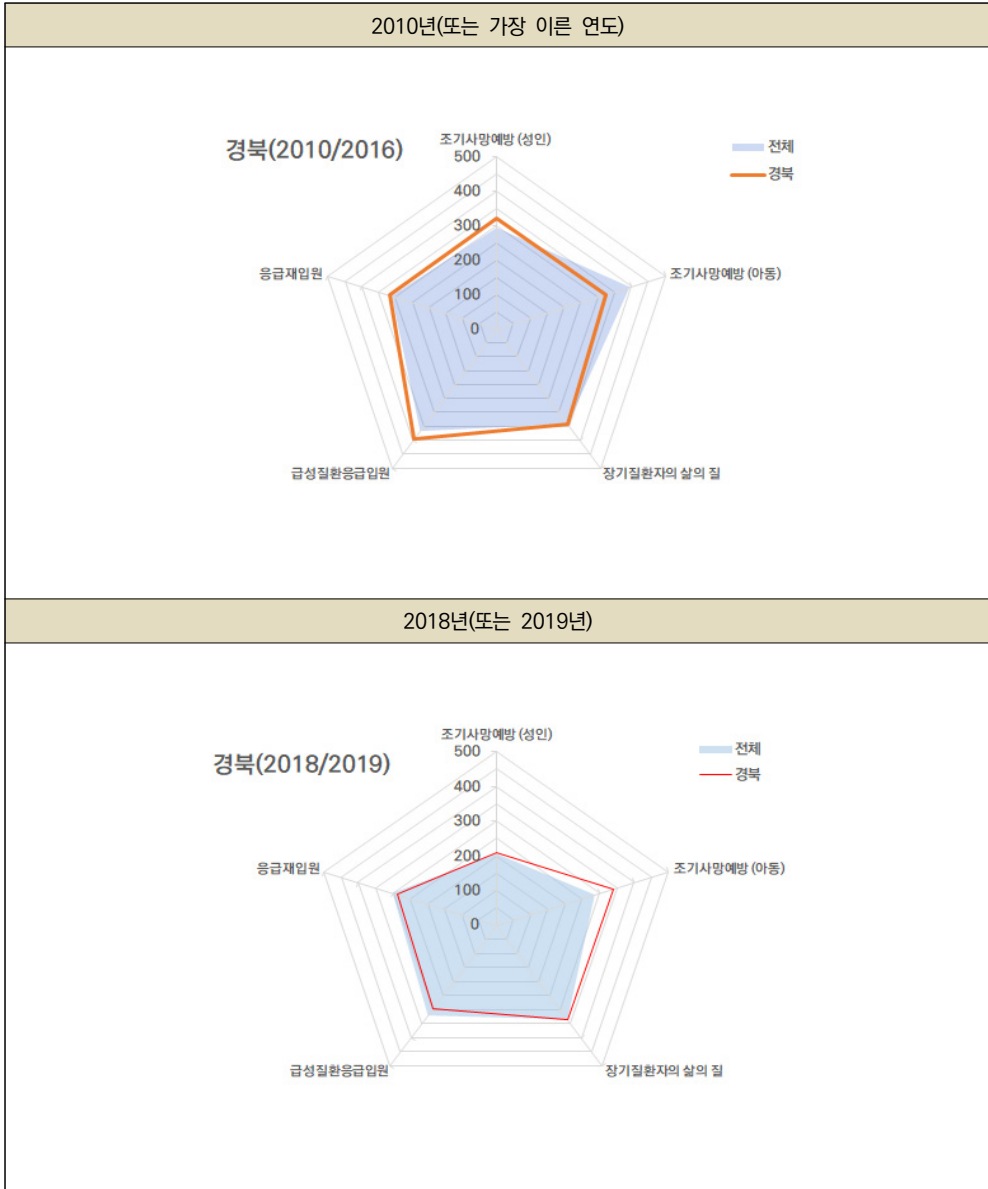 2010년(또는 가장 이른 연도)
경북(2010/2016)
조기사망예방 (성인)
전체
경북
500
400
300
200
100
0
응급재입원
조기사망예방 (아동)
급성질환응급입원
장기질환자의 삶의 질
2018년(또는 2019년)
경북(2018/2019)
조기사망예방 (성인)
전체
경북
500
400
300
200
100
0
응급재입원
조기사망예방 (아동)
급성질환응급입원
장기질환자의 삶의 질